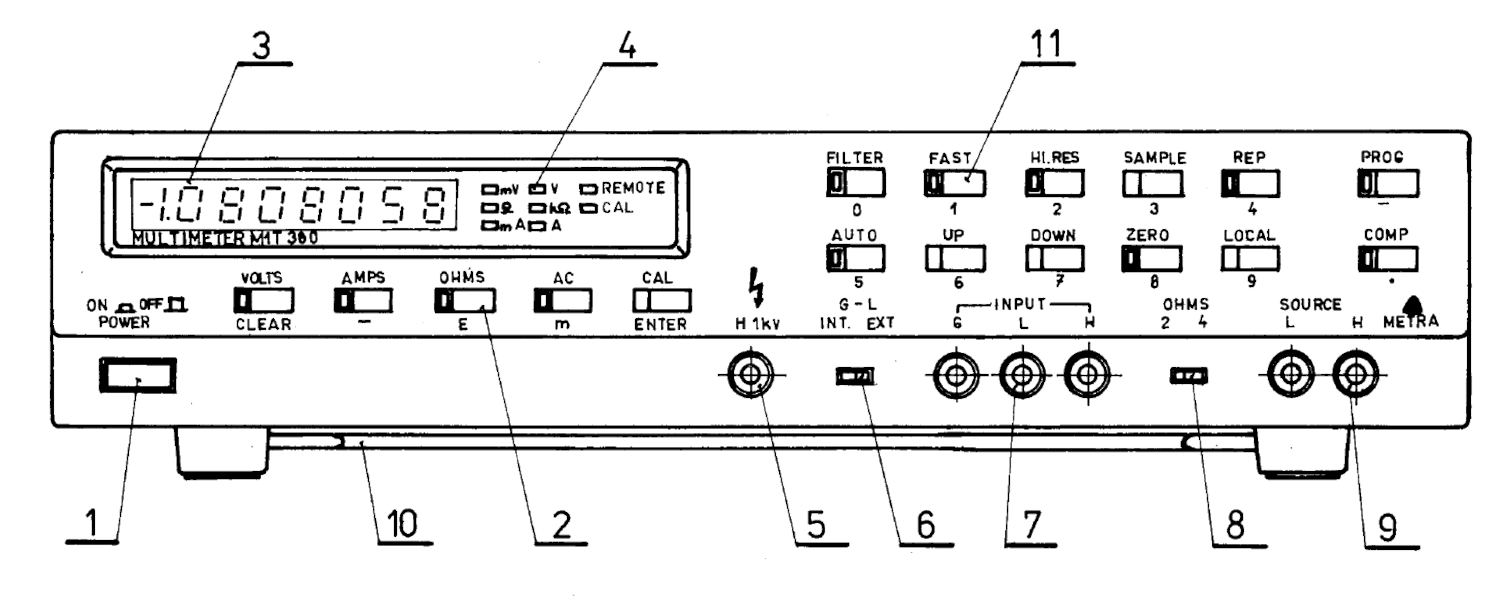 3 4 11
FILTER FAST HI.RES SAMPLE REP PROG
-1.0808058
mV V REMOTE
Ω kΩ CAL
mA A
0 1 2 3 4 -
MULTIMETER M1T 380
AUTO UP DOWN ZERO LOCAL COMP
5 6 7 8 9 .
VOLTS AMPS OHMS AC CAL
ON OFF
POWER
CLEAR - E m ENTER
H 1kV
G-L
INT. EXT
INPUT
G L H
OHMS
2 4
SOURCE
L H
METRA
1 10 2 5 6 7 8 9